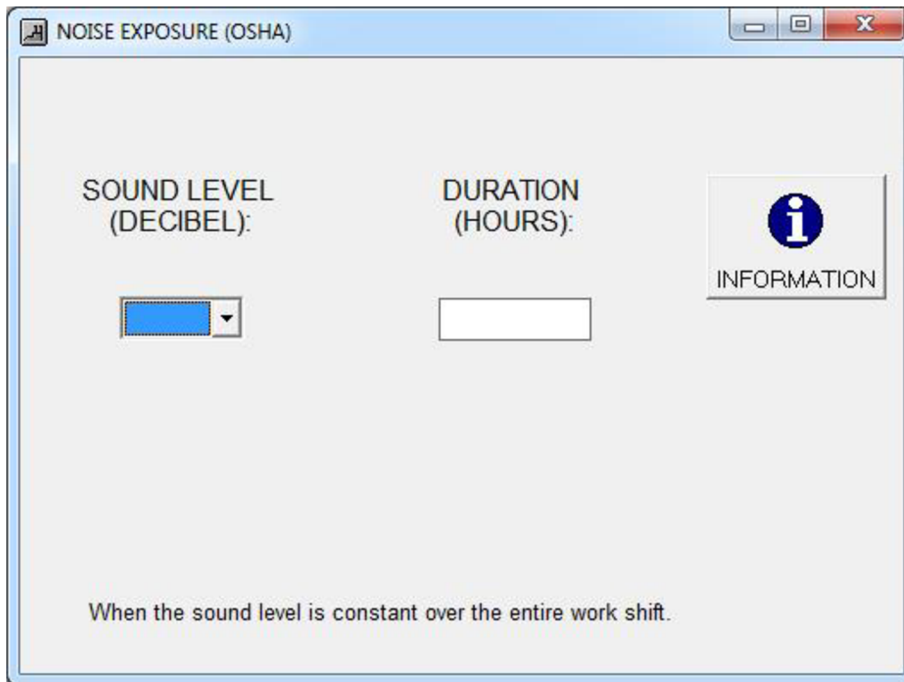 NOISE EXPOSURE (OSHA)
SOUND LEVEL
(DECIBEL):
DURATION
(HOURS):
INFORMATION
When the sound level is constant over the entire work shift.